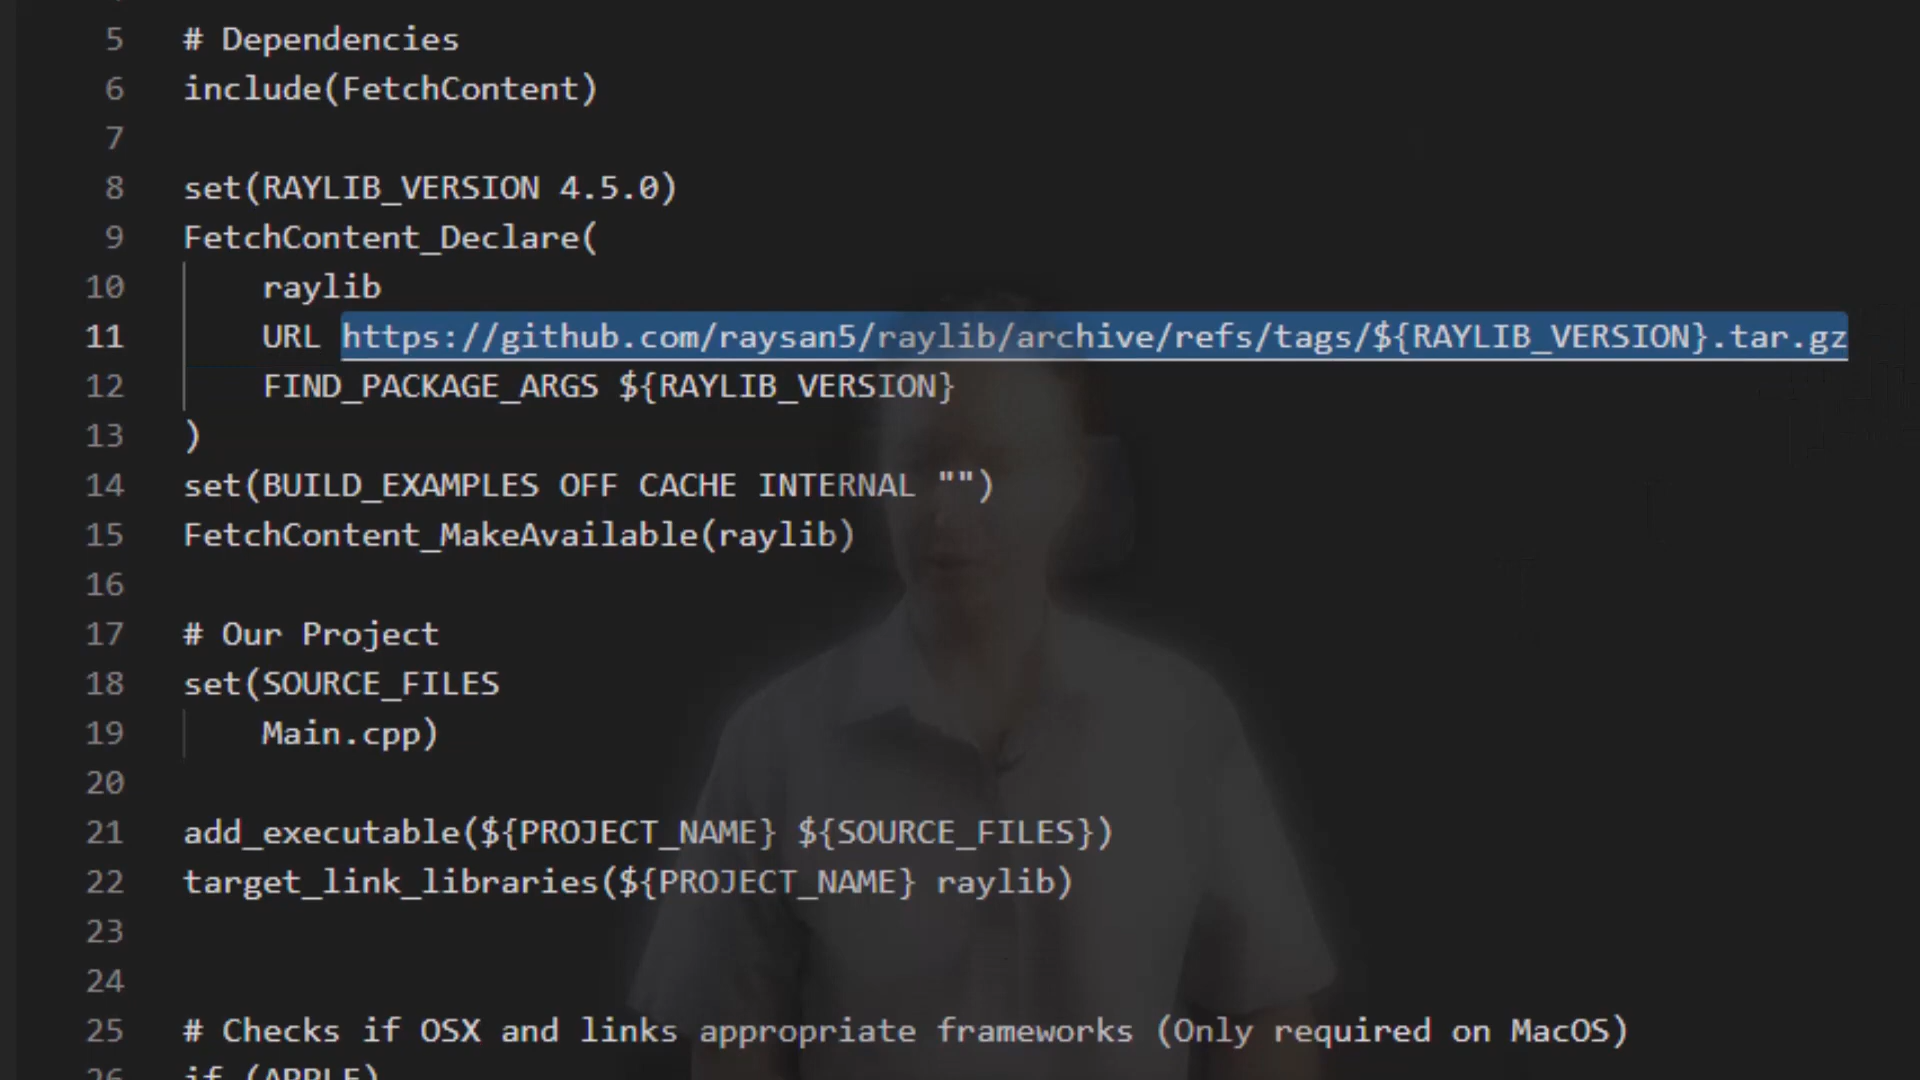 5 # Dependencies
6 include(FetchContent)
7
8 set(RAYLIB_VERSION 4.5.0)
9 FetchContent_Declare(
10 raylib
11 URL https://github.com/raysan5/raylib/archive/refs/tags/${RAYLIB_VERSION}.tar.gz
12 FIND_PACKAGE_ARGS ${RAYLIB_VERSION}
13 )
14 set(BUILD_EXAMPLES OFF CACHE INTERNAL "")
15 FetchContent_MakeAvailable(raylib)
16
17 # Our Project
18 set(SOURCE_FILES
19 Main.cpp)
20
21 add_executable(${PROJECT_NAME} ${SOURCE_FILES})
22 target_link_libraries(${PROJECT_NAME} raylib)
23
24
25 # Checks if OSX and links appropriate frameworks (Only required on MacOS)
26 if (APPLE)